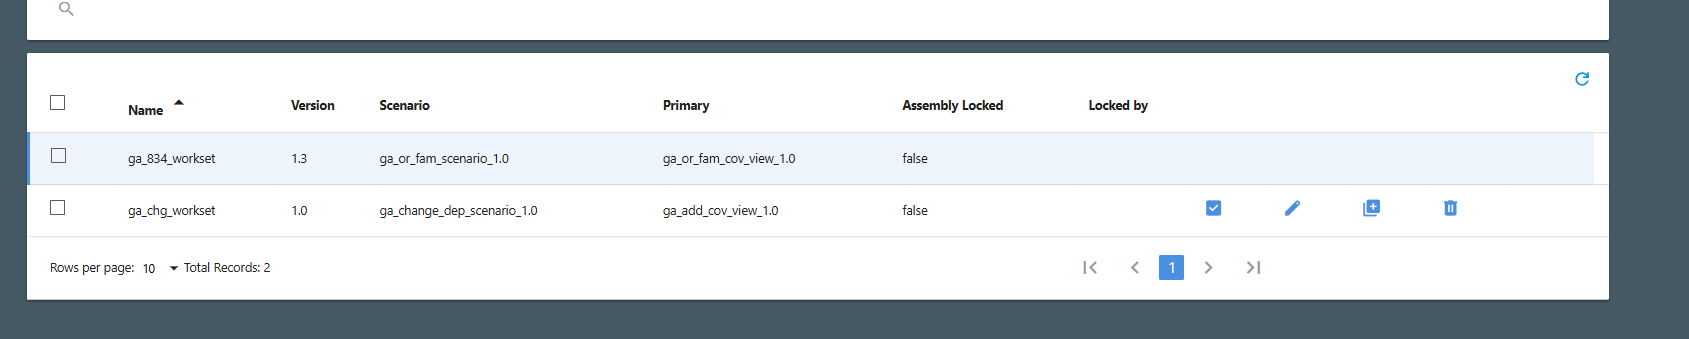 Name Version Scenario Primary Assembly Locked Locked by
ga_834_workset 1.3 ga_or_fam_scenario_1.0 ga_or_fam_cov_view_1.0 false
ga_chg_workset 1.0 ga_change_dep_scenario_1.0 ga_add_cov_view_1.0 false
Rows per page: 10 Total Records: 2 1